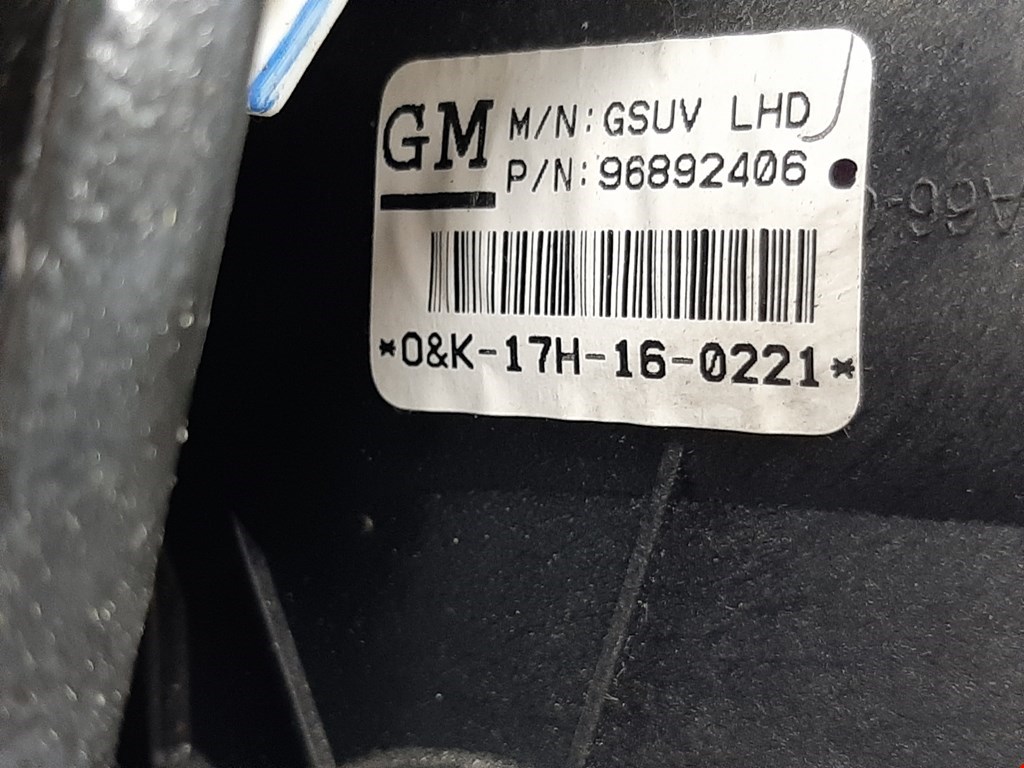 GM
M/N:GSUV LHD
P/N:96892406
*O&K-17H-16-0221*